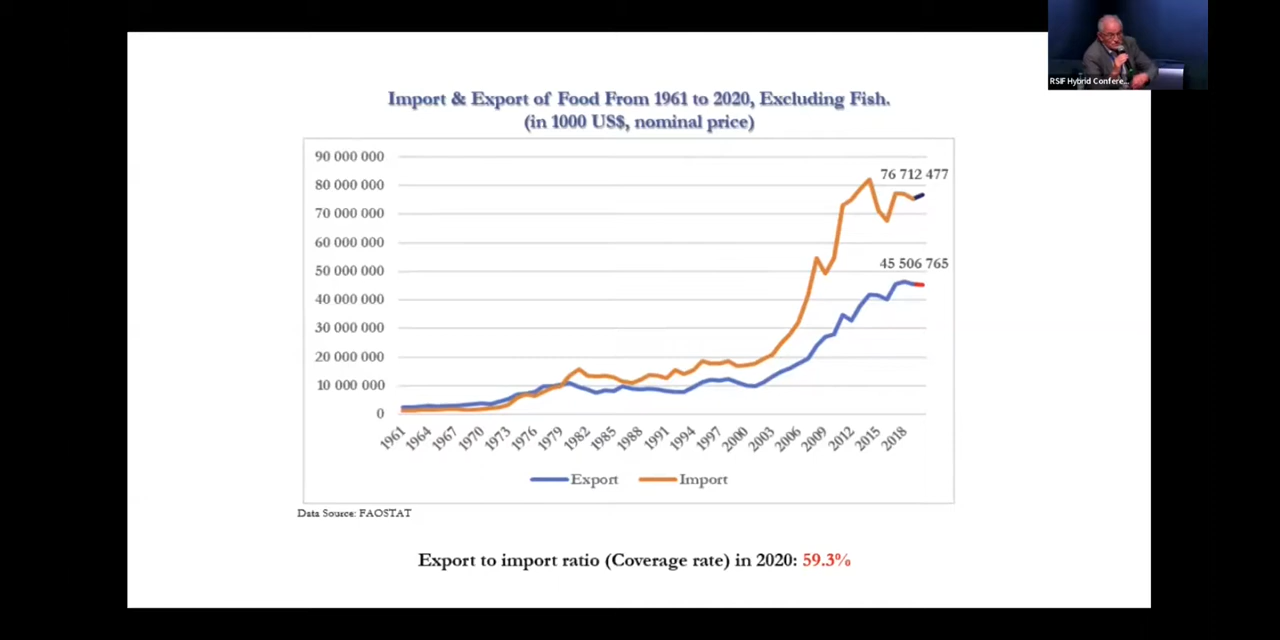 RSIF Hybrid Confere...
Import & Export of Food From 1961 to 2020, Excluding Fish.
(in 1000 US$, nominal price)
90 000 000
80 000 000
70 000 000
60 000 000
50 000 000
40 000 000
30 000 000
20 000 000
10 000 000
0
76 712 477
45 506 765
1961
1964
1967
1970
1973
1976
1979
1982
1985
1988
1991
1994
1997
2000
2003
2006
2009
2012
2015
2018
Export
Import
Data Source: FAOSTAT
Export to import ratio (Coverage rate) in 2020: 59.3%